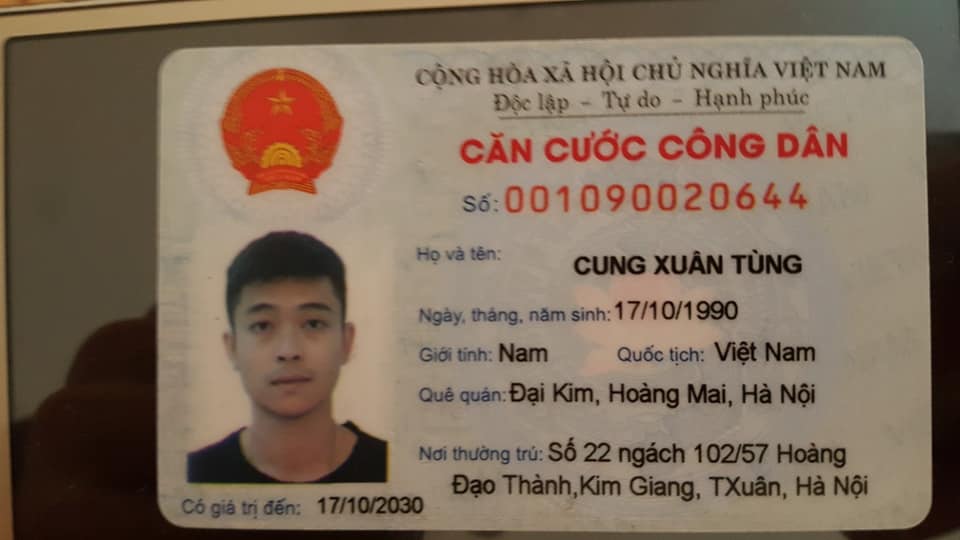 CỘNG HÒA XÃ HỘI CHỦ NGHĨA VIỆT NAM
Độc lập - Tự do - Hạnh phúc
CĂN CƯỚC CÔNG DÂN
Số: 001090020644
Họ và tên: CUNG XUÂN TÙNG
Ngày, tháng, năm sinh: 17/10/1990
Giới tính: Nam Quốc tịch: Việt Nam
Quê quán: Đại Kim, Hoàng Mai, Hà Nội
Nơi thường trú: Số 22 ngách 102/57 Hoàng
Đạo Thành,Kim Giang, TXuân, Hà Nội
Có giá trị đến: 17/10/2030